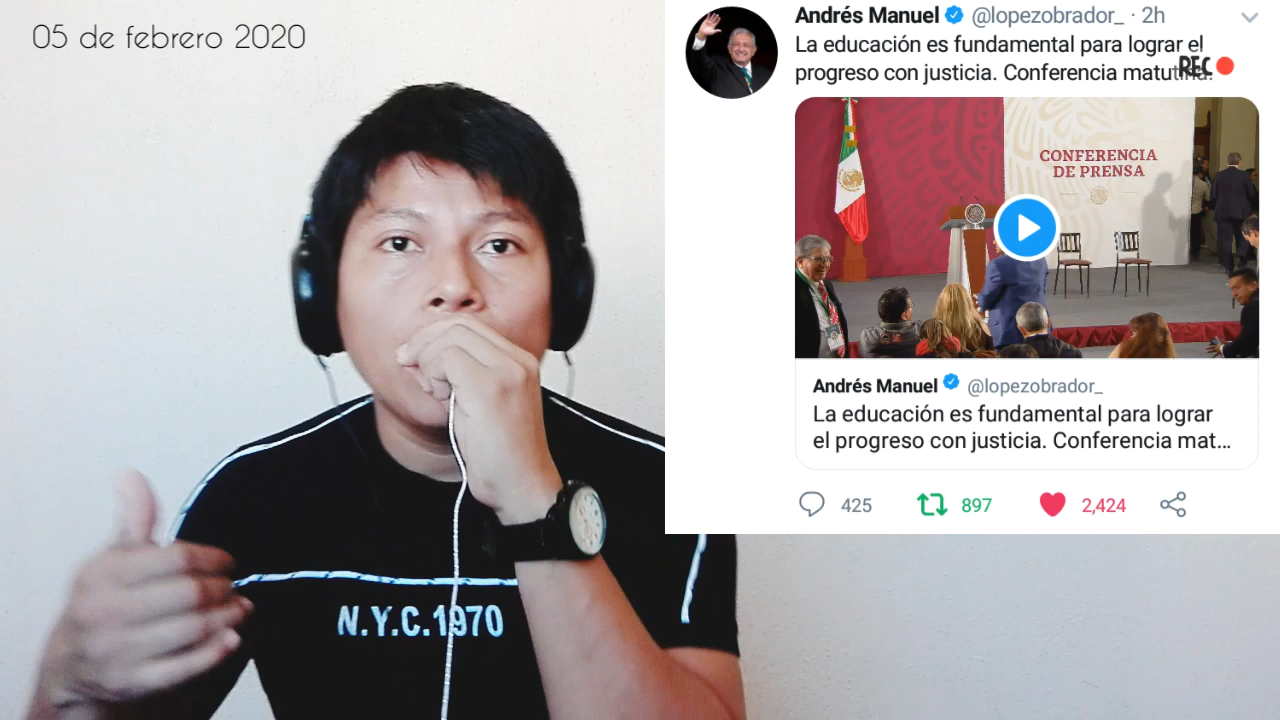 05 de febrero 2020
Andrés Manuel @lopezobrador_ · 2h
La educación es fundamental para lograr el
progreso con justicia. Conferencia matutina.
REC
CONFERENCIA
DE PRENSA
Andrés Manuel @lopezobrador_
La educación es fundamental para lograr
el progreso con justicia. Conferencia mat...
425 897 2,424
N.Y.C.1970